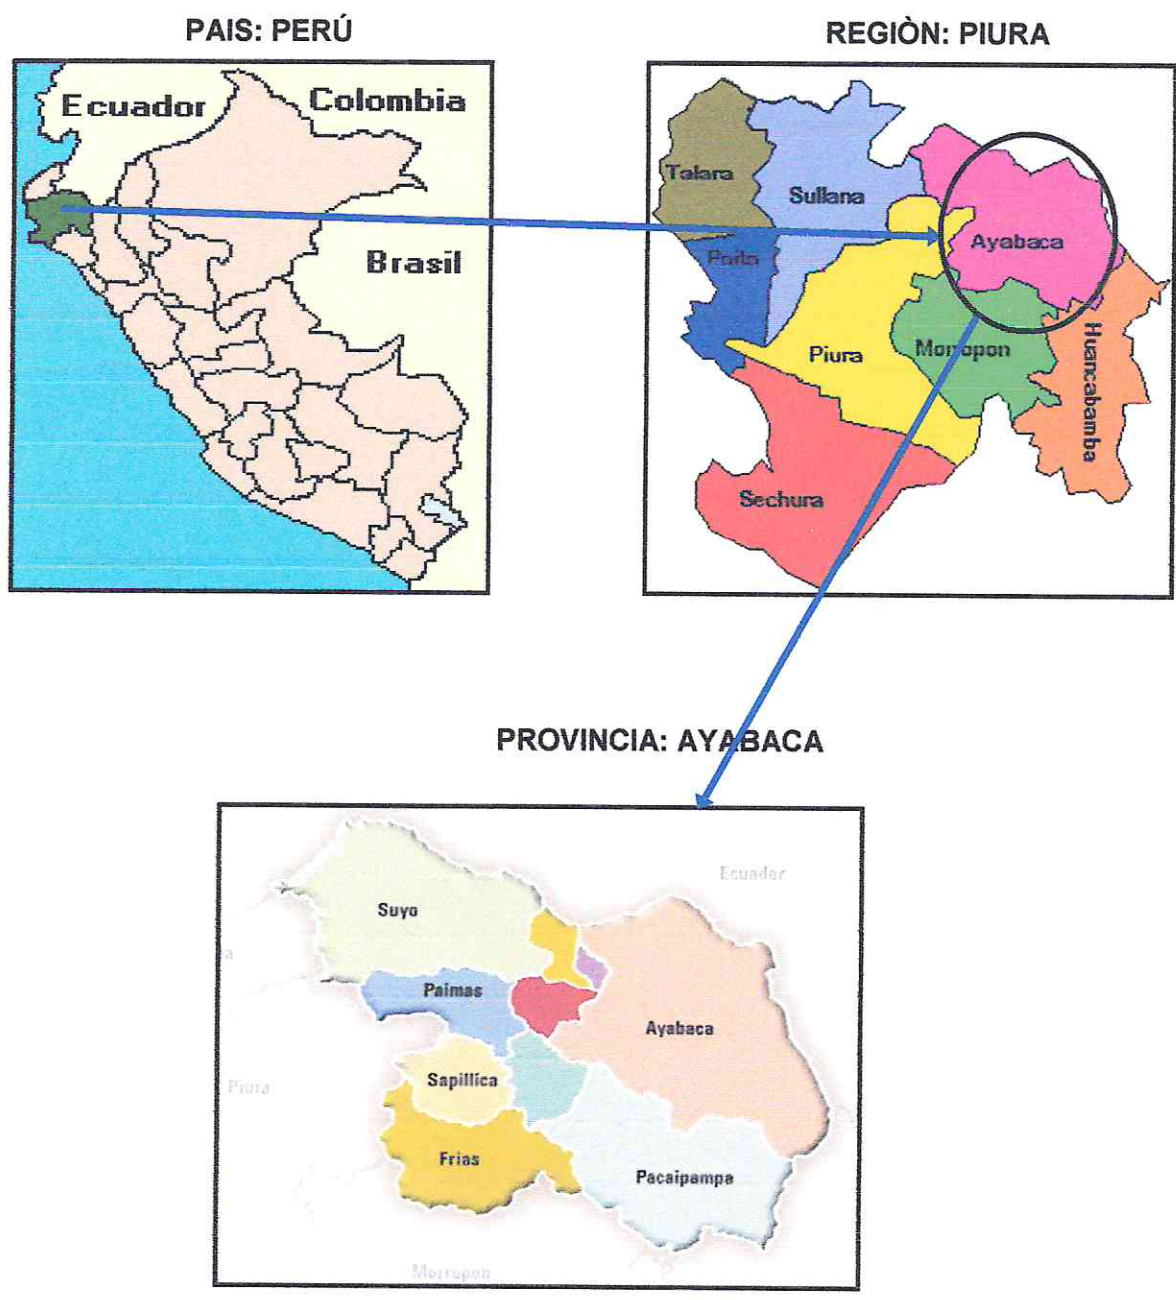 PAIS: PERÚ
REGIÒN: PIURA
Ecuador
Colombia
Brasil
Talara
Sullana
Ayabaca
Paita
Piura
Morropon
Huancabamba
Sechura
PROVINCIA: AYABACA
Ecuador
Suyo
a
Paimas
Ayabaca
Sapillica
Piura
Frias
Pacaipampa
Morropon